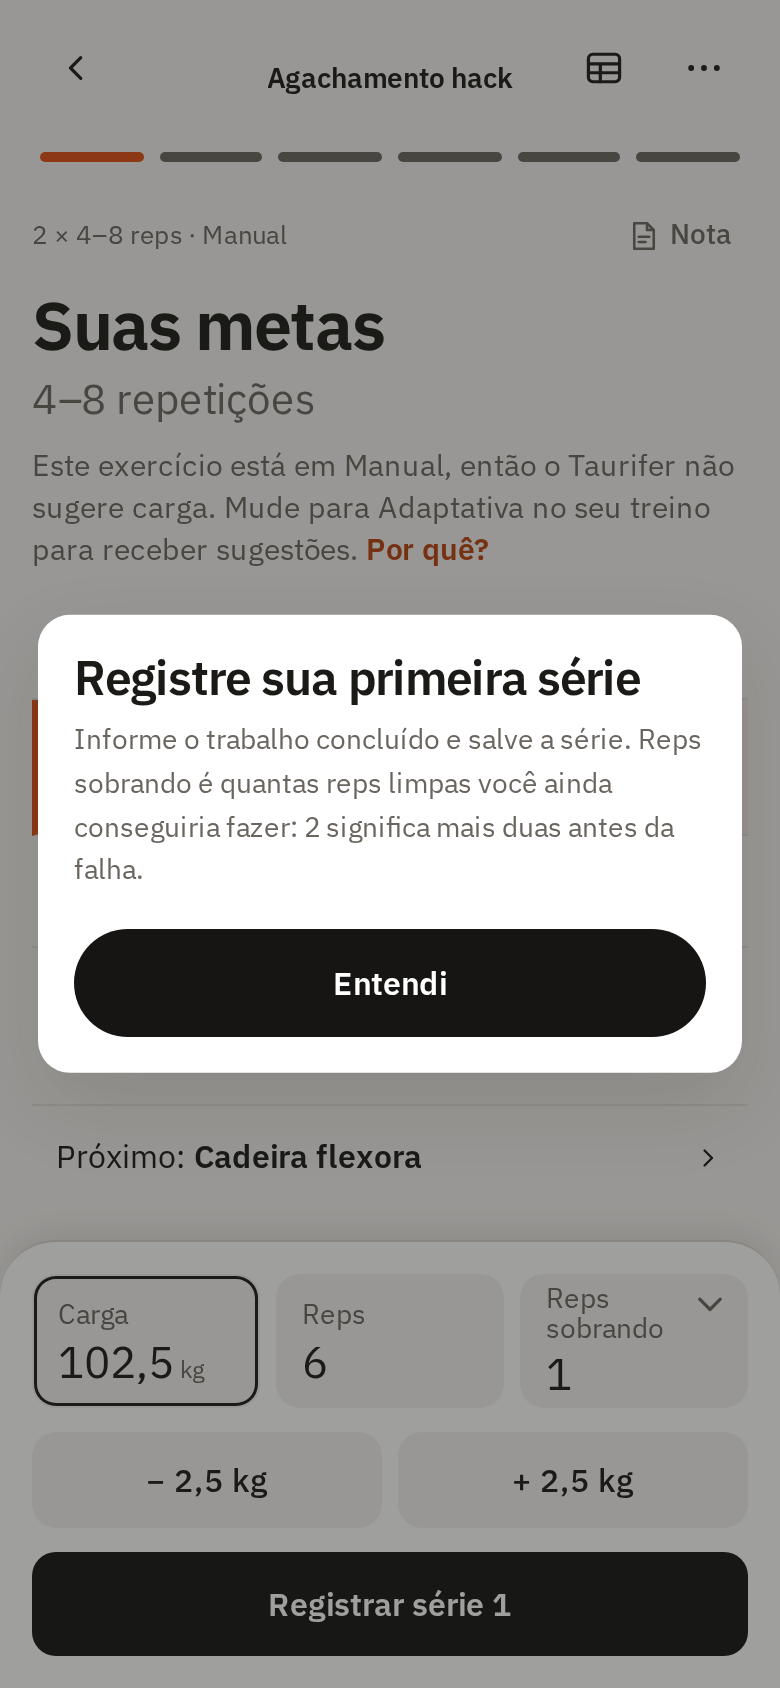 Agachamento hack
2 × 4–8 reps · Manual
Nota
Suas metas
4–8 repetições
Este exercício está em Manual, então o Taurifer não
sugere carga. Mude para Adaptativa no seu treino
para receber sugestões. Por quê?
Registre sua primeira série
Informe o trabalho concluído e salve a série. Reps
sobrando é quantas reps limpas você ainda
conseguiria fazer: 2 significa mais duas antes da
falha.
Entendi
Próximo: Cadeira flexora
Carga
102,5 kg
Reps
6
Reps
sobrando
1
– 2,5 kg
+ 2,5 kg
Registrar série 1